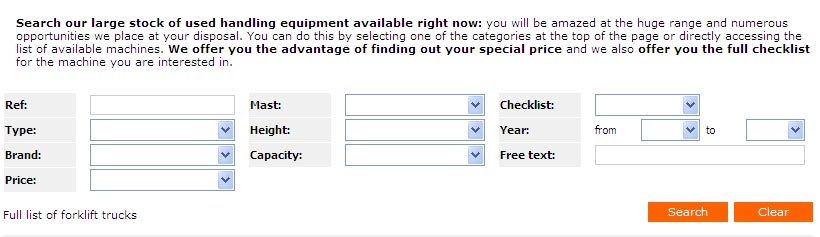 Search our large stock of used handling equipment available right now: you will be amazed at the huge range and numerous
opportunities we place at your disposal. You can do this by selecting one of the categories at the top of the page or directly accessing the
list of available machines. We offer you the advantage of finding out your special price and we also offer you the full checklist
for the machine you are interested in.
Ref: Mast: Checklist:
Type: Height: Year: from to
Brand: Capacity: Free text:
Price:
Full list of forklift trucks
Search Clear